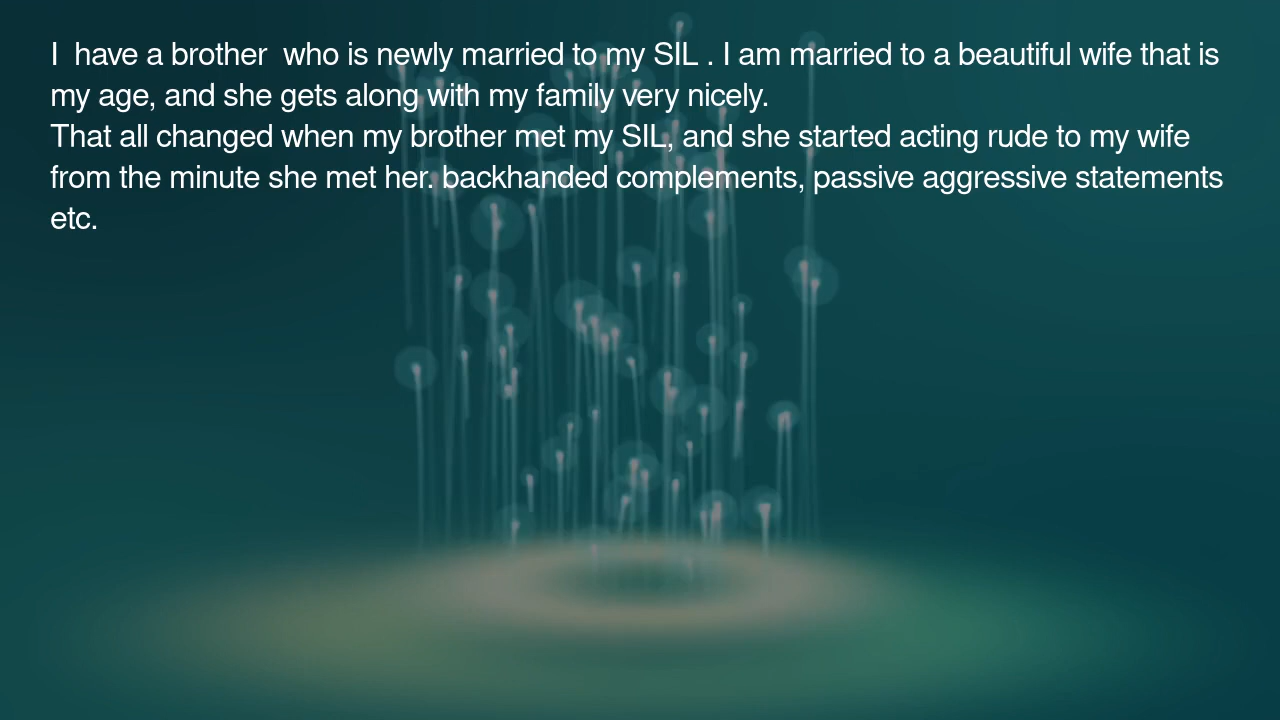 I  have a brother  who is newly married to my SIL . I am married to a beautiful wife that is
my age, and she gets along with my family very nicely.
That all changed when my brother met my SIL, and she started acting rude to my wife
from the minute she met her. backhanded complements, passive aggressive statements
etc.